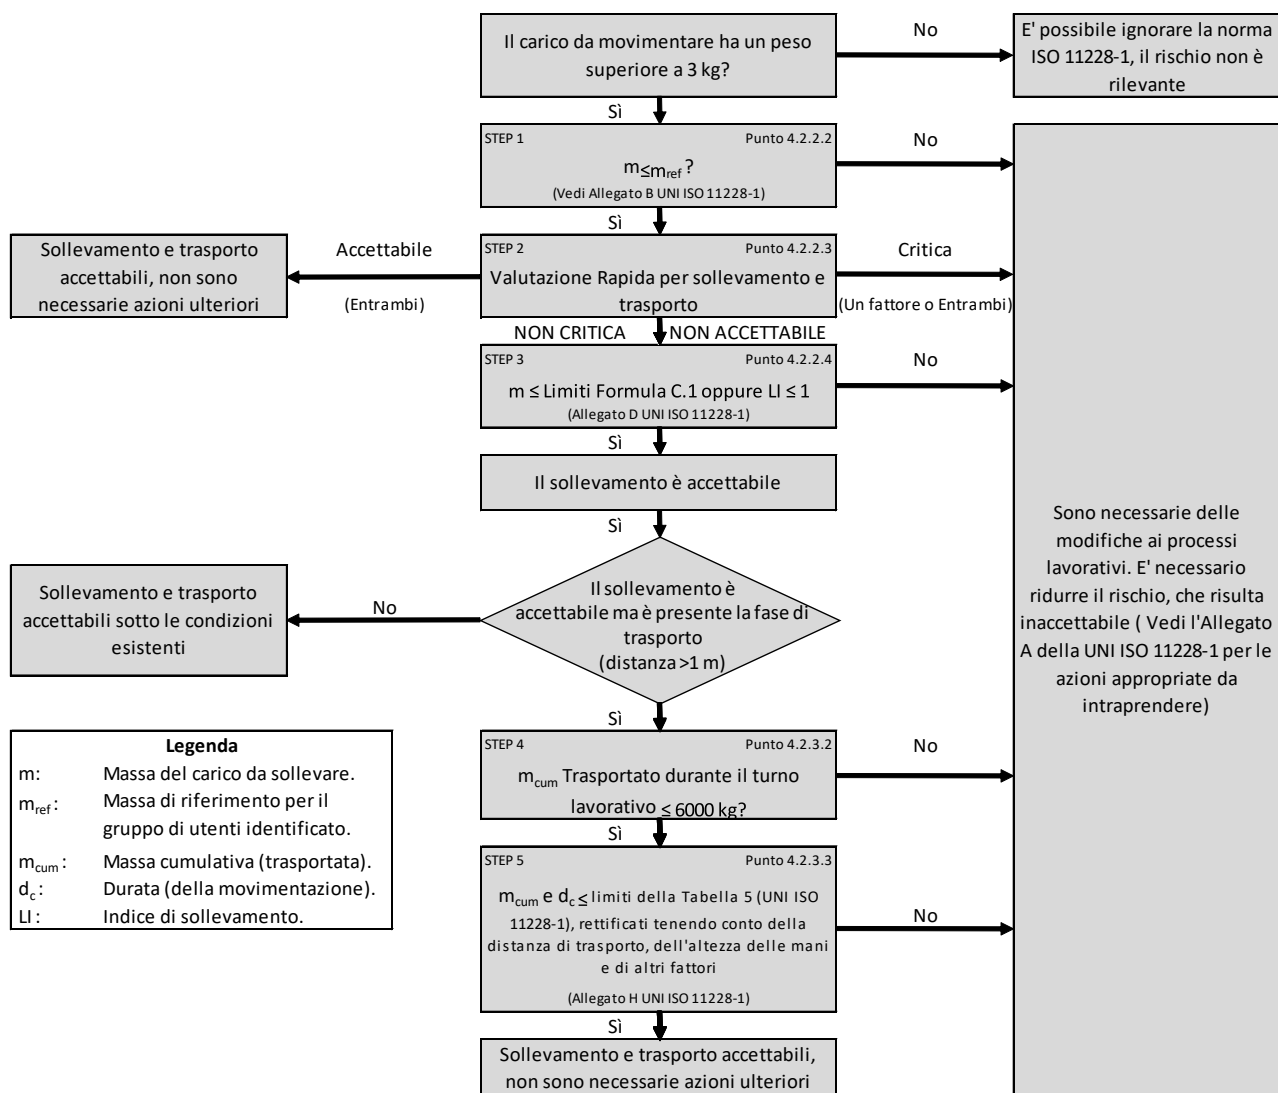 Il carico da movimentare ha un peso
superiore a 3 kg?
No
E' possibile ignorare la norma
ISO 11228-1, il rischio non è
rilevante
Sì
STEP 1
Punto 4.2.2.2
m≤mref ?
(Vedi Allegato B UNI ISO 11228-1)
No
Sì
Sollevamento e trasporto
accettabili, non sono
necessarie azioni ulteriori
Accettabile
(Entrambi)
STEP 2
Punto 4.2.2.3
Valutazione Rapida per sollevamento e
trasporto
Critica
(Un fattore o Entrambi)
NON CRITICA
NON ACCETTABILE
STEP 3
Punto 4.2.2.4
m ≤ Limiti Formula C.1 oppure LI ≤ 1
(Allegato D UNI ISO 11228-1)
No
Sì
Il sollevamento è accettabile
Sì
Sollevamento e trasporto
accettabili sotto le condizioni
esistenti
No
Il sollevamento è
accettabile ma è presente la fase di
trasporto
(distanza >1 m)
Sono necessarie delle
modifiche ai processi
lavorativi. E' necessario
ridurre il rischio, che risulta
inaccettabile ( Vedi l'Allegato
A della UNI ISO 11228-1 per le
azioni appropriate da
intraprendere)
Sì
STEP 4
Punto 4.2.3.2
mcum Trasportato durante il turno
lavorativo ≤ 6000 kg?
No
Sì
STEP 5
Punto 4.2.3.3
mcum e dc ≤ limiti della Tabella 5 (UNI ISO
11228-1), rettificati tenendo conto della
distanza di trasporto, dell'altezza delle mani
e di altri fattori
(Allegato H UNI ISO 11228-1)
No
Sì
Sollevamento e trasporto accettabili,
non sono necessarie azioni ulteriori
Legenda
m: Massa del carico da sollevare.
mref : Massa di riferimento per il
gruppo di utenti identificato.
mcum : Massa cumulativa (trasportata).
dc : Durata (della movimentazione).
LI : Indice di sollevamento.